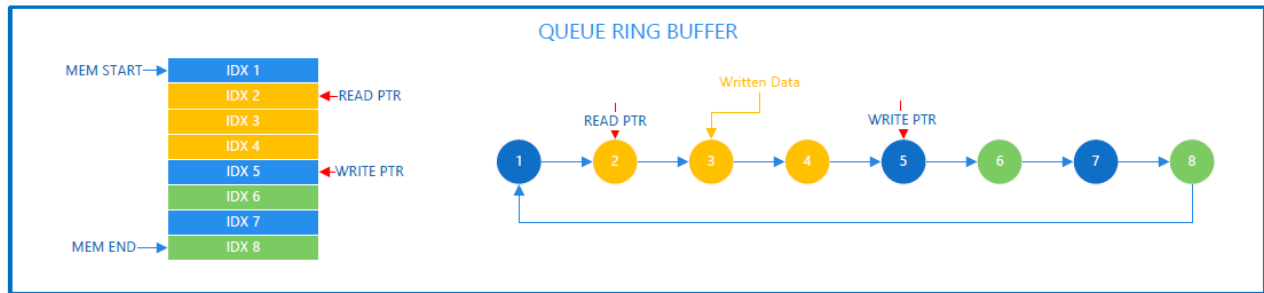 QUEUE RING BUFFER
MEM START
IDX 1
IDX 2
READ PTR
IDX 3
IDX 4
IDX 5
WRITE PTR
IDX 6
IDX 7
MEM END
IDX 8
Written Data
READ PTR
WRITE PTR
1 2 3 4 5 6 7 8